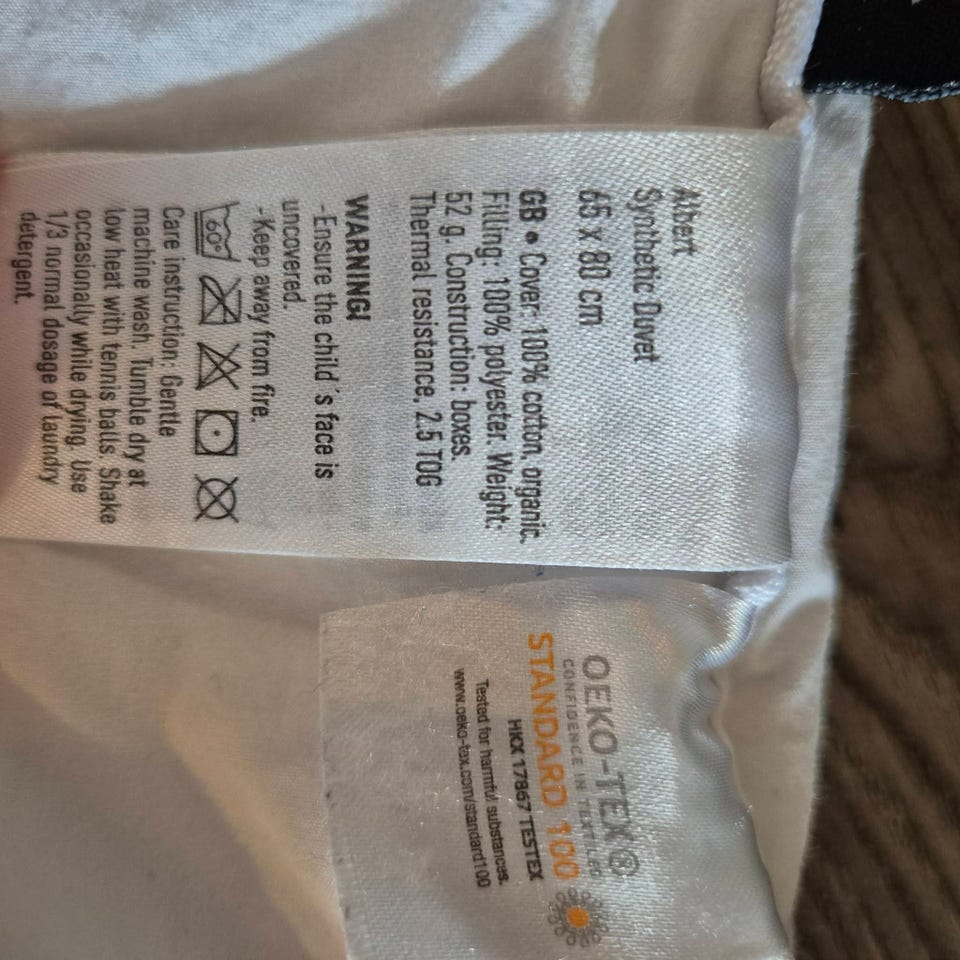 Albert
Synthetic Duvet
65 x 80 cm
GB • Cover: 100% cotton, organic.
Filling: 100% polyester. Weight:
52 g. Construction: boxes.
Thermal resistance. 2.5 TOG
WARNING!
- Ensure the child´s face is
uncovered.
-Keep away from fire.
60°
Care instruction: Gentle
machine wash. Tumble dry at
low heat with tennis balls. Shake
occasionally while drying. Use
1/3 normal dosage of laundry
detergent.
OEKO-TEX®
CONFIDENCE IN TEXTILES
STANDARD 100
HKX 17867 TESTEX
Tested for harmful substances.
www.oeko-tex.com/standard100